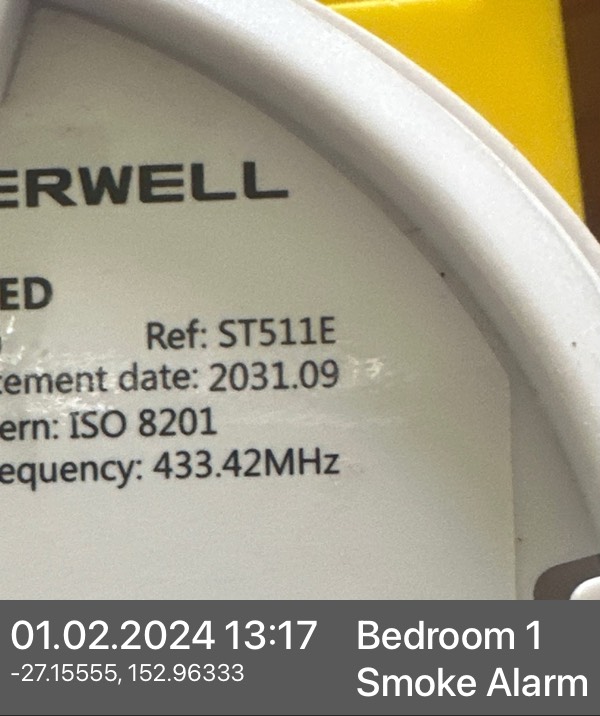 ERWELL
ED
Ref: ST511E
cement date: 2031.09
ern: ISO 8201
equency: 433.42MHz
01.02.2024 13:17
-27.15555, 152.96333
Bedroom 1
Smoke Alarm